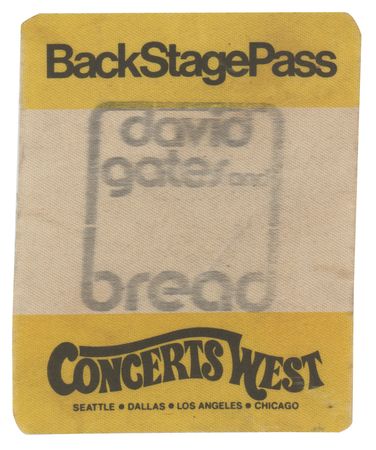 BackStagePass
david
gates and
bread
CONCERTS WEST
SEATTLE • DALLAS • LOS ANGELES • CHICAGO